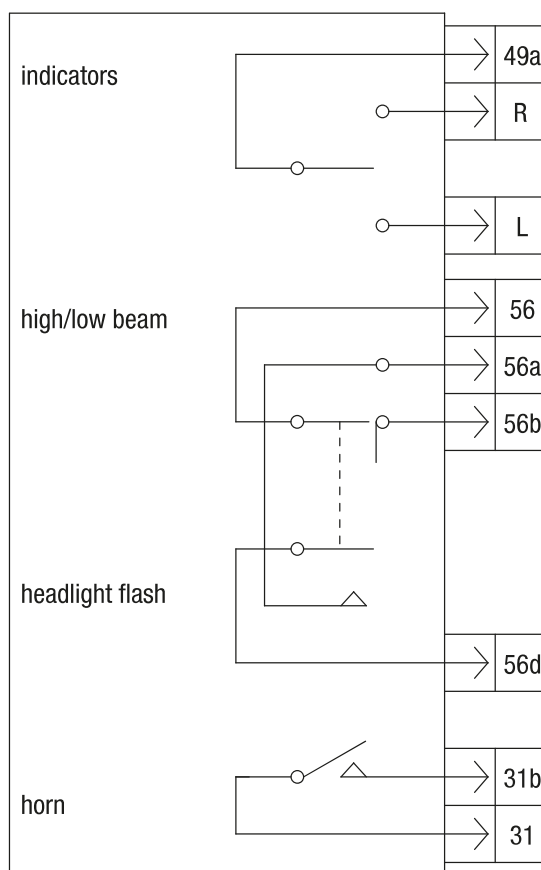 indicators
49a
R
L
high/low beam
56
56a
56b
headlight flash
56d
horn
31b
31